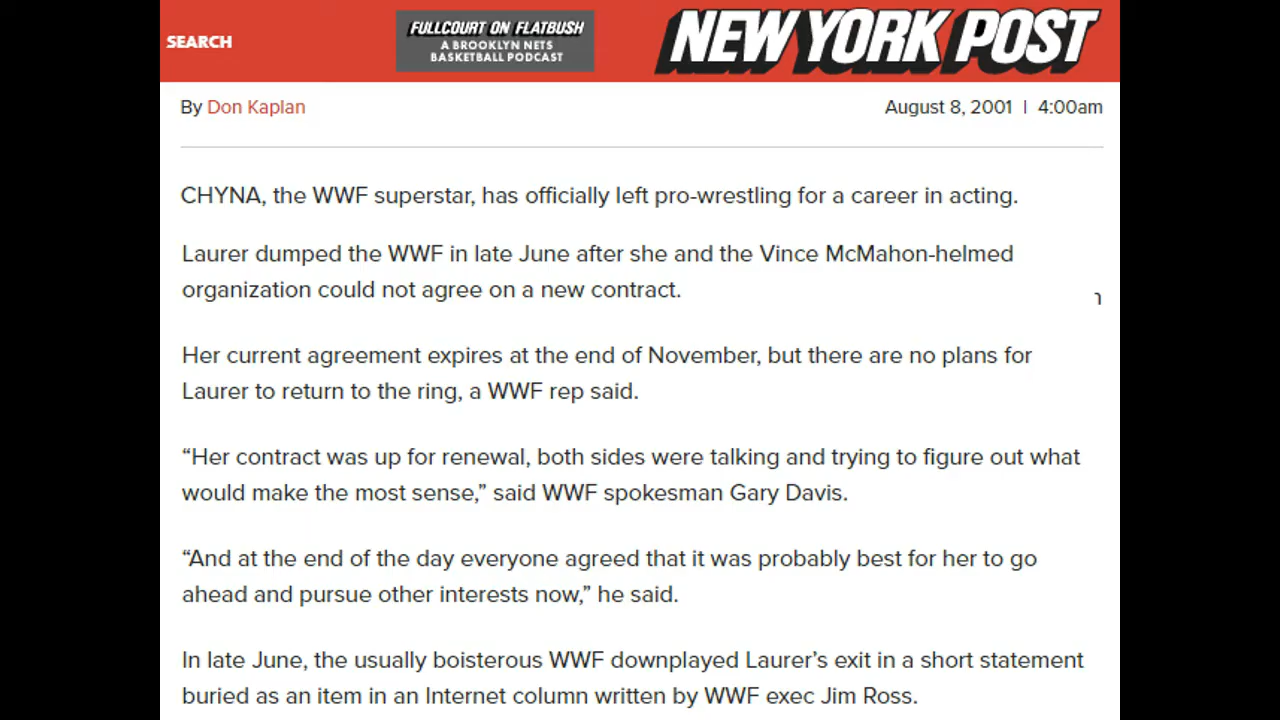 SEARCH
FULLCOURT ON FLATBUSH
A BROOKLYN NETS
BASKETBALL PODCAST
NEW YORK POST
By Don Kaplan
August 8, 2001 | 4:00am
CHYNA, the WWF superstar, has officially left pro-wrestling for a career in acting.
Laurer dumped the WWF in late June after she and the Vince McMahon-helmed
organization could not agree on a new contract.
Her current agreement expires at the end of November, but there are no plans for
Laurer to return to the ring, a WWF rep said.
“Her contract was up for renewal, both sides were talking and trying to figure out what
would make the most sense,” said WWF spokesman Gary Davis.
“And at the end of the day everyone agreed that it was probably best for her to go
ahead and pursue other interests now,” he said.
In late June, the usually boisterous WWF downplayed Laurer’s exit in a short statement
buried as an item in an Internet column written by WWF exec Jim Ross.